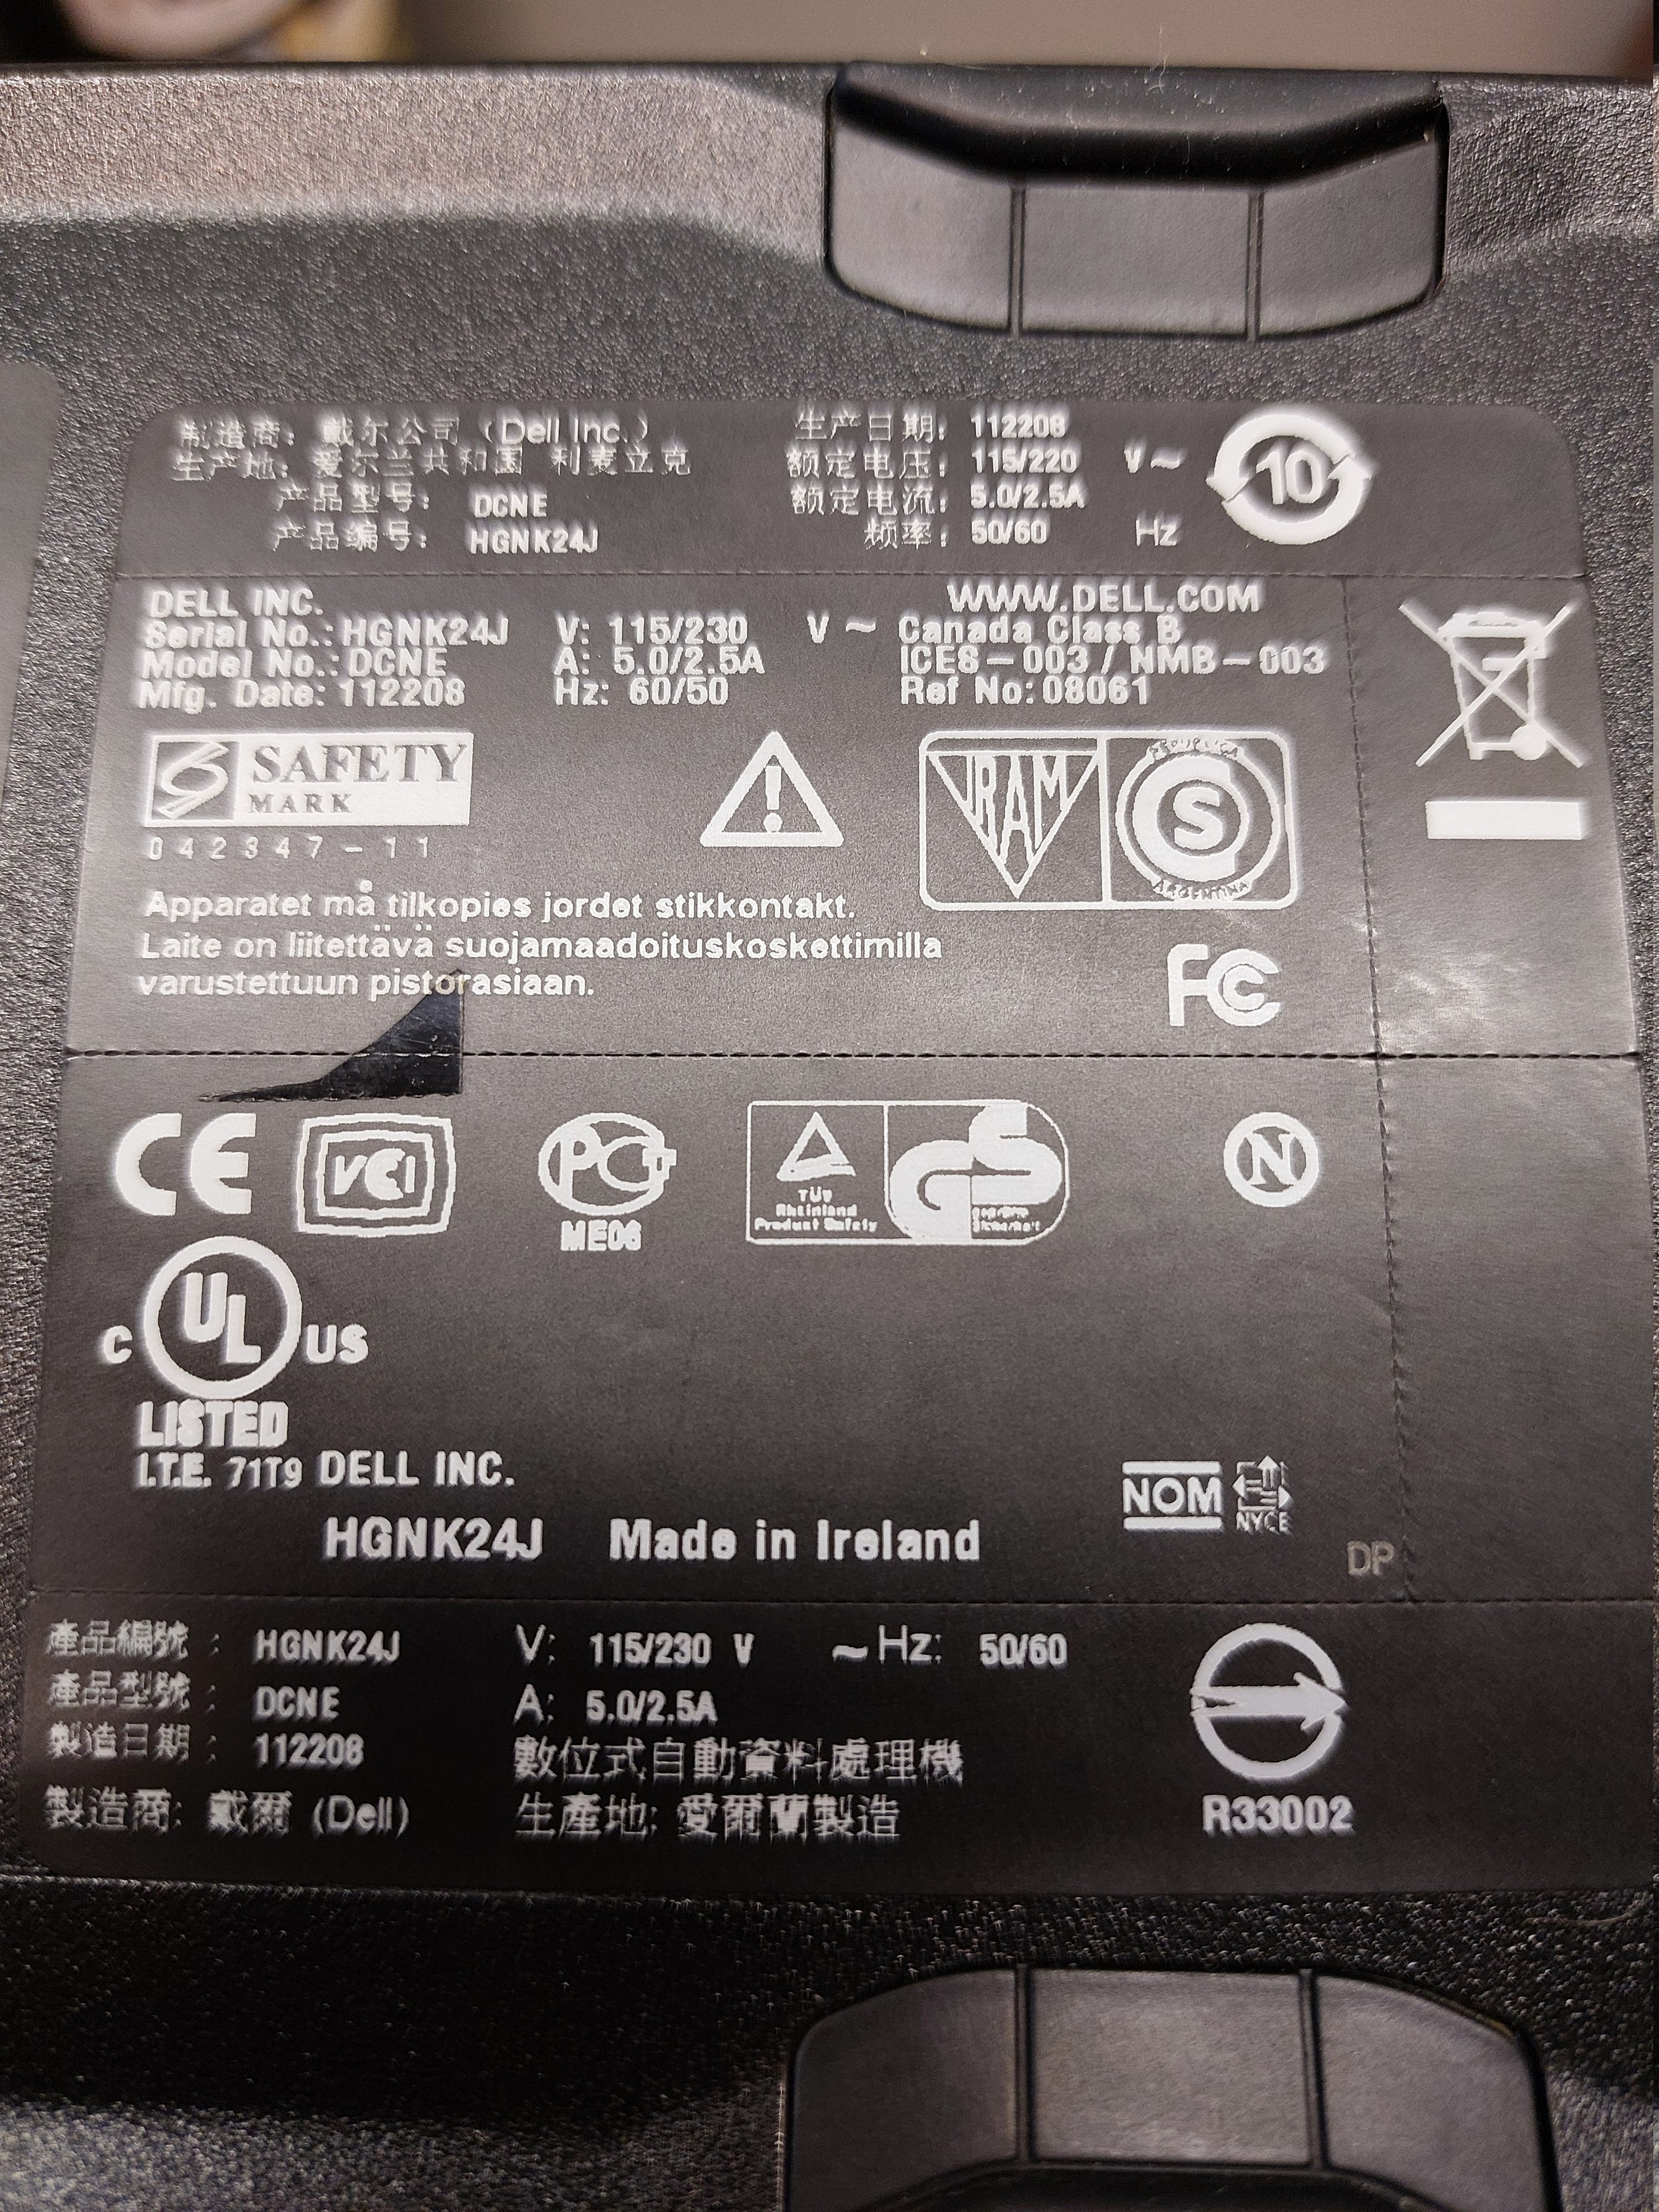 制造商: 戴尔公司 (Dell Inc.) 生产日期: 112208
生产地: 爱尔兰共和国 利麦立克 额定电压: 115/220 V~
产品型号: DCNE 额定电流: 5.0/2.5A
产品编号: HGNK24J 频率: 50/60 Hz
10
DELL INC. WWW.DELL.COM
Serial No.: HGNK24J V: 115/230 V ~ Canada Class B
Model No.: DCNE A: 5.0/2.5A ICES-003 / NMB-003
Mfg. Date: 112208 Hz: 60/50 Ref No: 08061
SAFETY
MARK
042347-11
IRAM
S
ARGENTINA
Apparatet må tilkopies jordet stikkontakt.
Laite on liitettävä suojamaadoituskoskettimilla
varustettuun pistorasiaan.
FC
CE VCI PCT
ME06
TÜV
Rheinland
Product Safety
GS
geprüfte
Sicherheit
N
C UL US
LISTED
I.T.E. 71T9 DELL INC.
NOM
NYCE
HGNK24J Made in Ireland
DP
產品編號 : HGNK24J V: 115/230 V ~Hz: 50/60
產品型號 : DCNE A: 5.0/2.5A
製造日期 : 112208 數位式自動資料處理機
製造商: 戴爾 (Dell) 生產地: 愛爾蘭製造
R33002